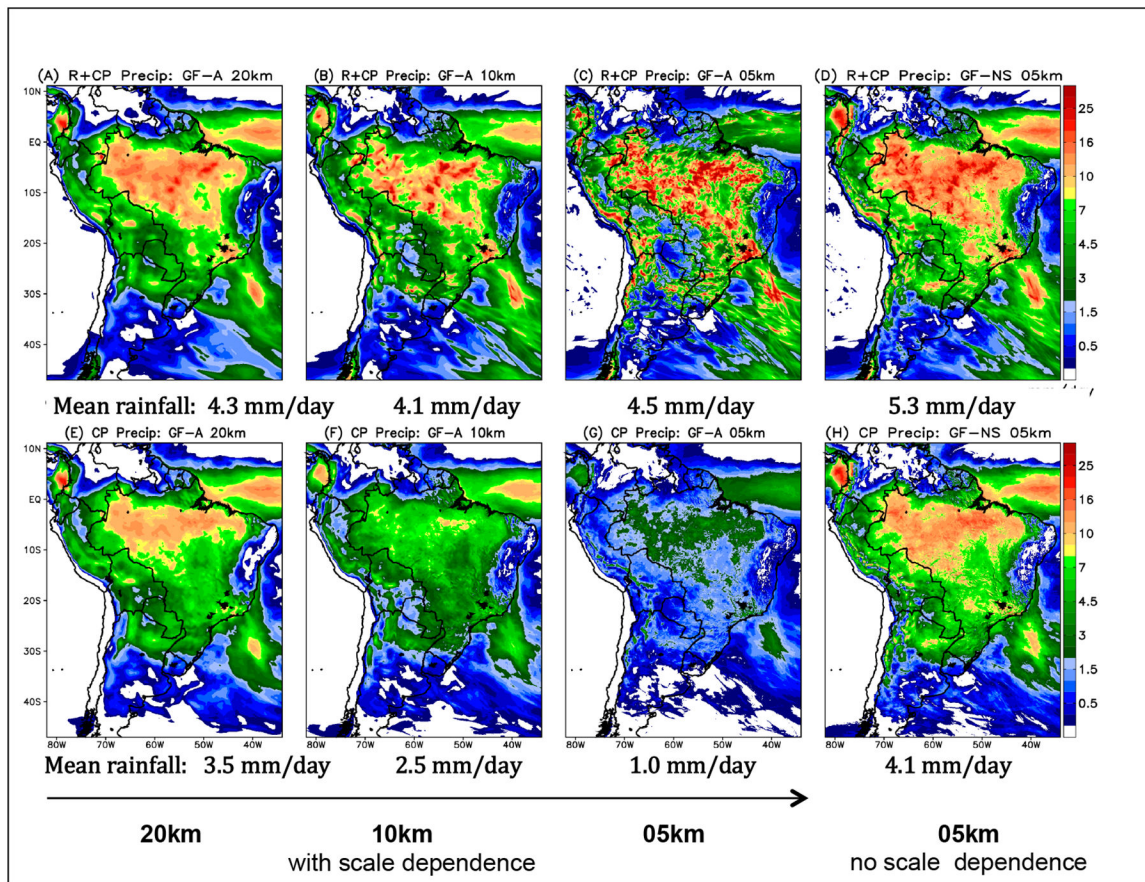 (A) R+CP Precip: GF-A 20km
(B) R+CP Precip: GF-A 10km
(C) R+CP Precip: GF-A 05km
(D) R+CP Precip: GF-NS 05km
10N
EQ
10S
20S
30S
40S
25
16
10
7
4.5
3
1.5
0.5
Mean rainfall: 4.3 mm/day 4.1 mm/day 4.5 mm/day 5.3 mm/day
(E) CP Precip: GF-A 20km
(F) CP Precip: GF-A 10km
(G) CP Precip: GF-A 05km
(H) CP Precip: GF-NS 05km
10N
EQ
10S
20S
30S
40S
25
16
10
7
4.5
3
1.5
0.5
80W 70W 60W 50W 40W
80W 70W 60W 50W 40W
80W 70W 60W 50W 40W
80W 70W 60W 50W 40W
Mean rainfall: 3.5 mm/day 2.5 mm/day 1.0 mm/day 4.1 mm/day
20km 10km 05km 05km
with scale dependence no scale dependence